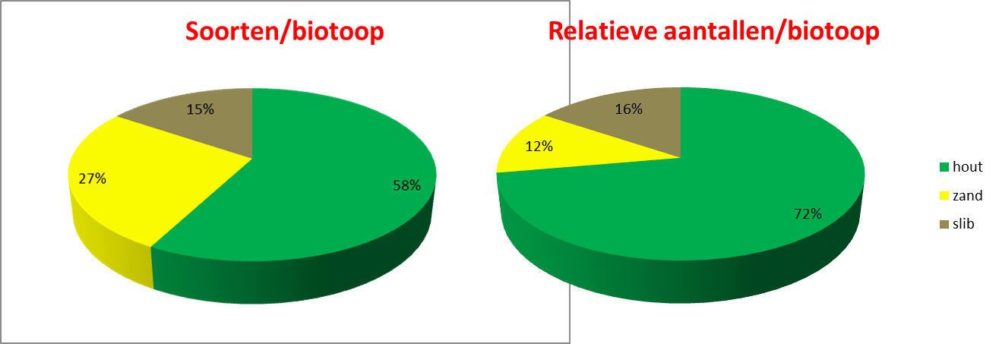 Soorten/biotoop
Relatieve aantallen/biotoop
15%
27%
58%
16%
12%
72%
hout
zand
slib